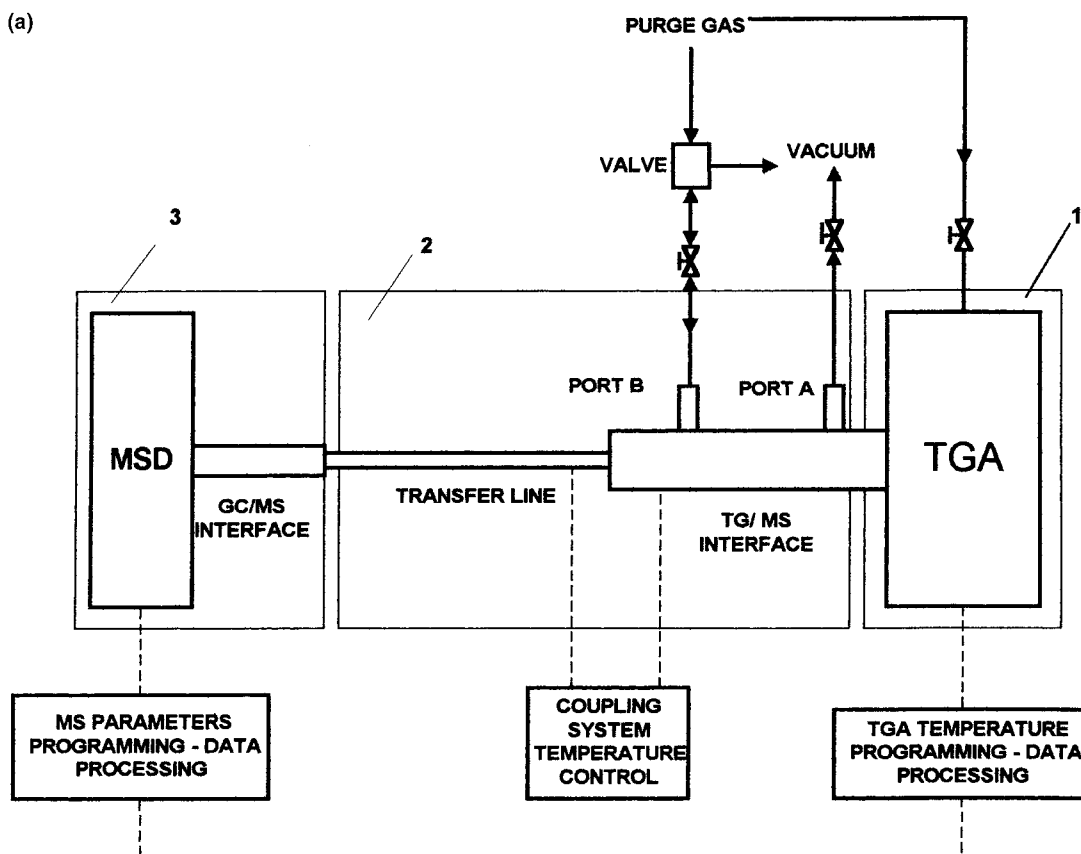 (a)
PURGE GAS
VALVE
VACUUM
3
2
1
PORT B
PORT A
MSD
TGA
TRANSFER LINE
GC/MS
INTERFACE
TG/ MS
INTERFACE
MS PARAMETERS
PROGRAMMING - DATA
PROCESSING
COUPLING
SYSTEM
TEMPERATURE
CONTROL
TGA TEMPERATURE
PROGRAMMING - DATA
PROCESSING